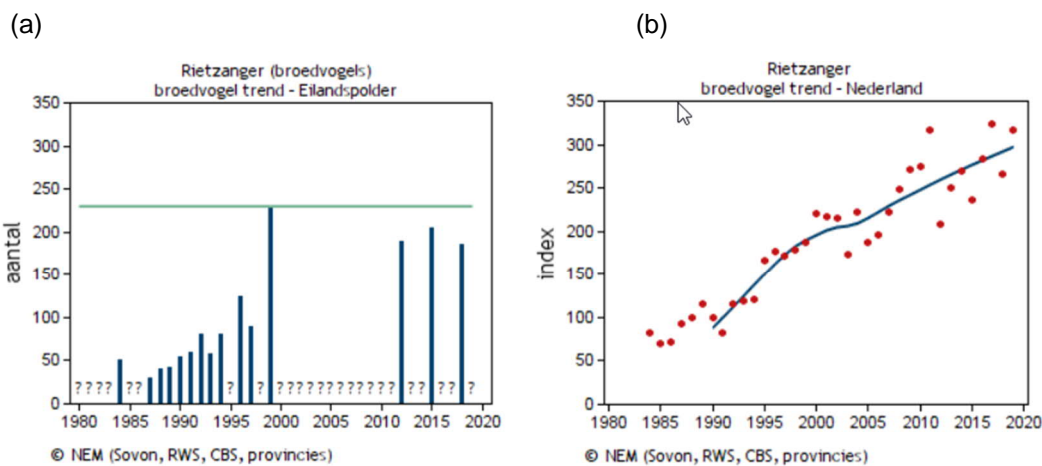 (a)
Rietzanger (broedvogels)
broedvogel trend - Eilandspolder
aantal
350
300
250
200
150
100
50
0
???? ?? ? ? ???????????? ?? ?? ?
1980 1985 1990 1995 2000 2005 2010 2015 2020
© NEM (Sovon, RWS, CBS, provincies)
(b)
Rietzanger
broedvogel trend - Nederland
index
350
300
250
200
150
100
50
0
1980 1985 1990 1995 2000 2005 2010 2015 2020
© NEM (Sovon, RWS, CBS, provincies)